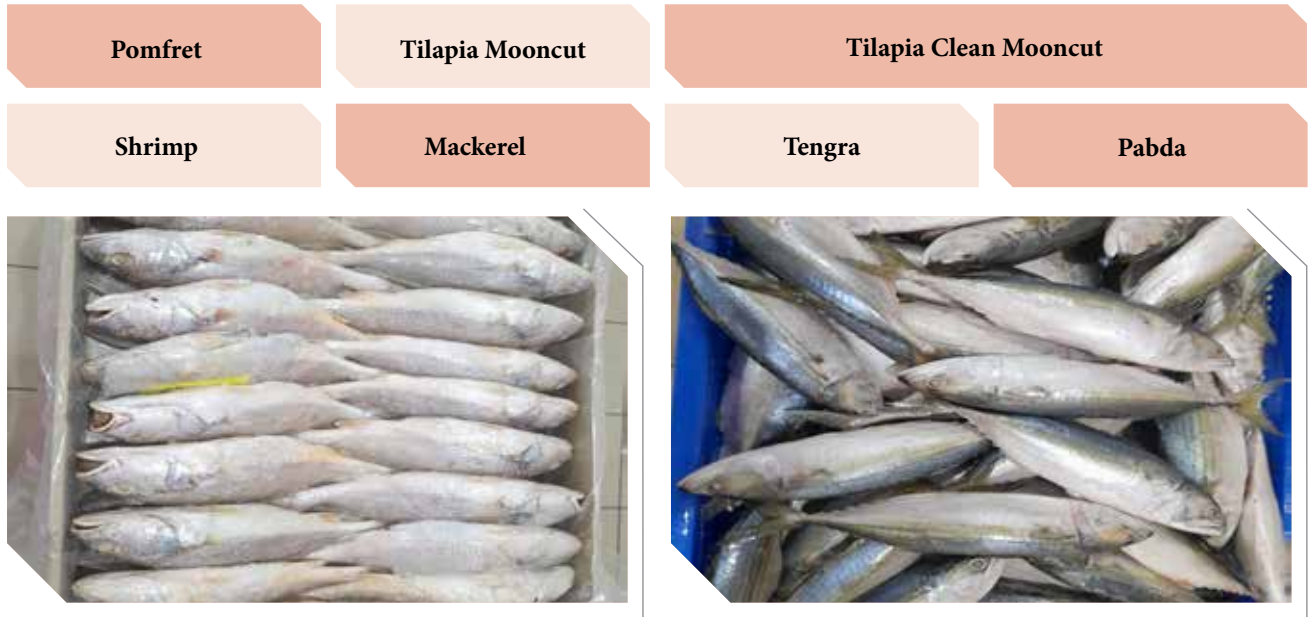 Pomfret
Tilapia Mooncut
Tilapia Clean Mooncut
Shrimp
Mackerel
Tengra
Pabda